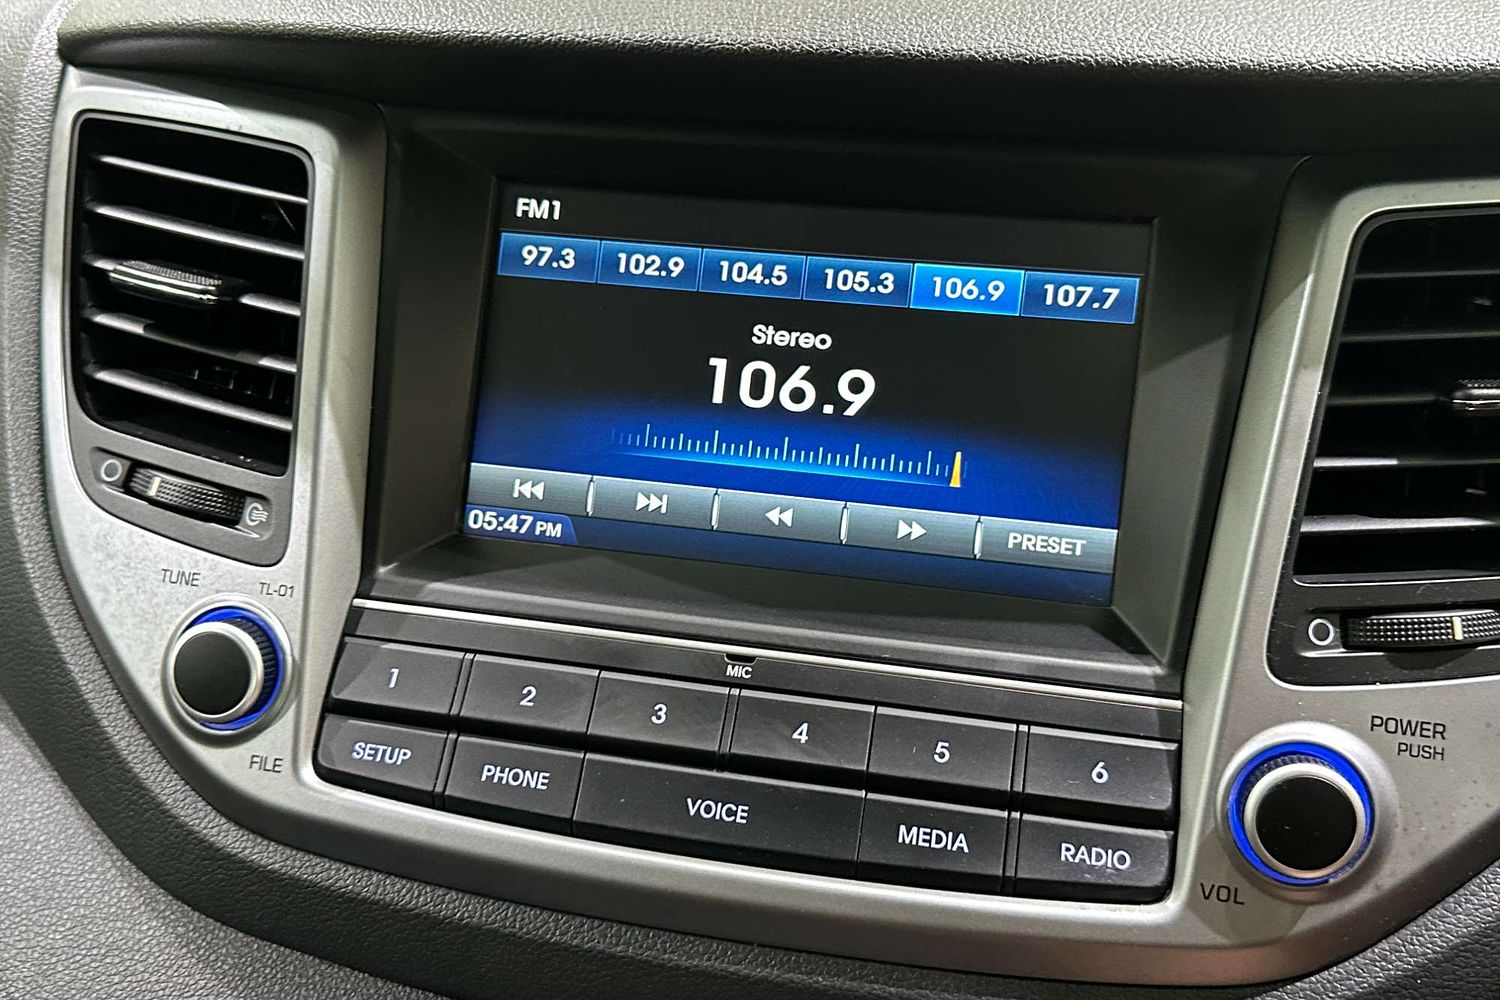 FM1
97.3 102.9 104.5 105.3 106.9 107.7
Stereo
106.9
PRESET
05:47 PM
TUNE
TL-01
FILE
MIC
1 2 3 4 5 6
SETUP PHONE VOICE MEDIA RADIO
POWER
PUSH
VOL